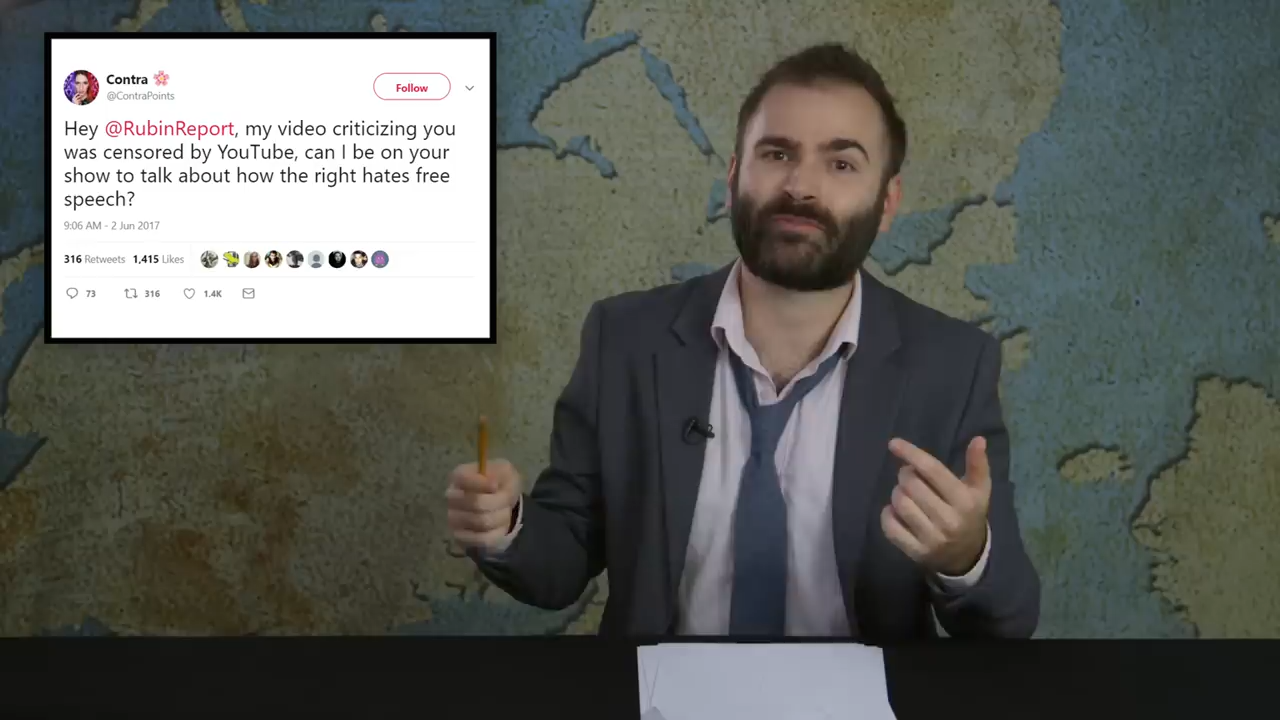 Contra 🌸
@ContraPoints
Follow
Hey @RubinReport, my video criticizing you
was censored by YouTube, can I be on your
show to talk about how the right hates free
speech?
9:06 AM - 2 Jun 2017
316 Retweets 1,415 Likes
73 316 1.4K